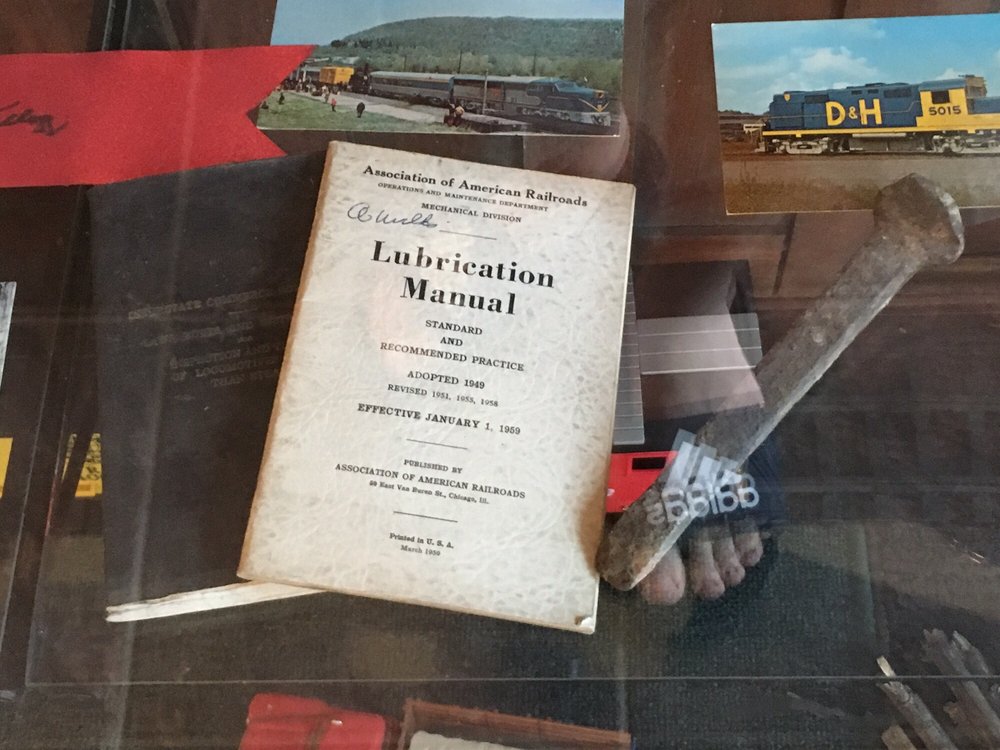 D&H
5015
Association of American Railroads
OPERATIONS AND MAINTENANCE DEPARTMENT
MECHANICAL DIVISION
Lubrication
Manual
STANDARD
AND
RECOMMENDED PRACTICE
ADOPTED 1949
REVISED 1951, 1955, 1958
EFFECTIVE JANUARY 1, 1959
PUBLISHED BY
ASSOCIATION OF AMERICAN RAILROADS
59 East Van Buren St., Chicago, Ill.
Printed in U. S. A.
March 1959
adidas